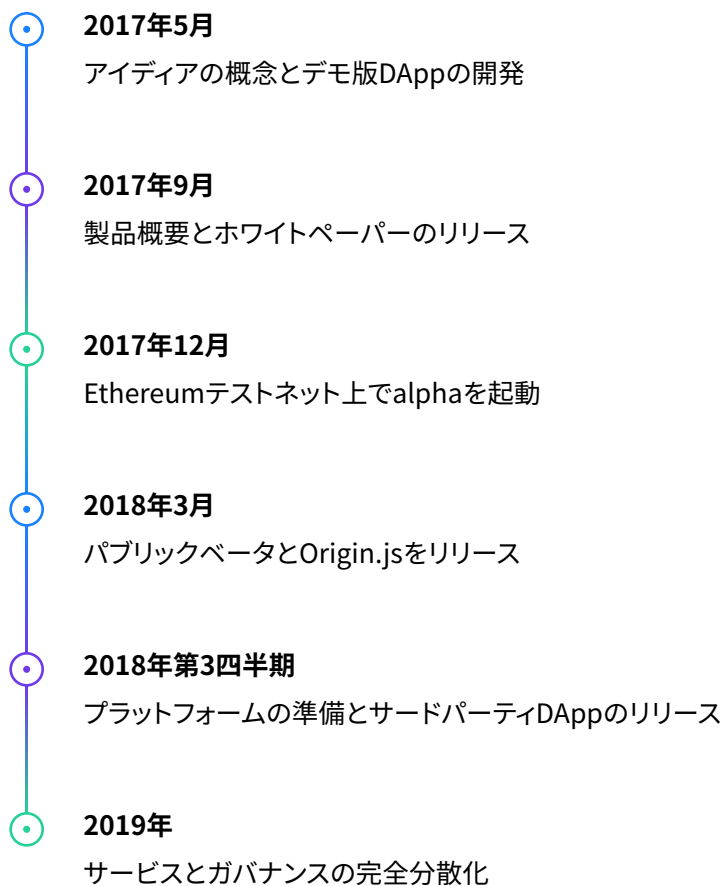 2017年5月
アイディアの概念とデモ版DAppの開発
2017年9月
製品概要とホワイトペーパーのリリース
2017年12月
Ethereumテストネット上でalphaを起動
2018年3月
パブリックベータとOrigin.jsをリリース
2018年第3四半期
プラットフォームの準備とサードパーティDAppのリリース
2019年
サービスとガバナンスの完全分散化